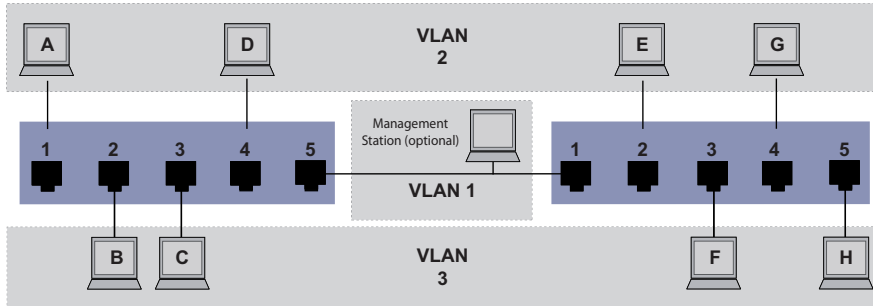 A
D
VLAN
2
E
G
1
2
3
4
5
Management
Station (optional)
VLAN 1
1
2
3
4
5
B
C
VLAN
3
F
H